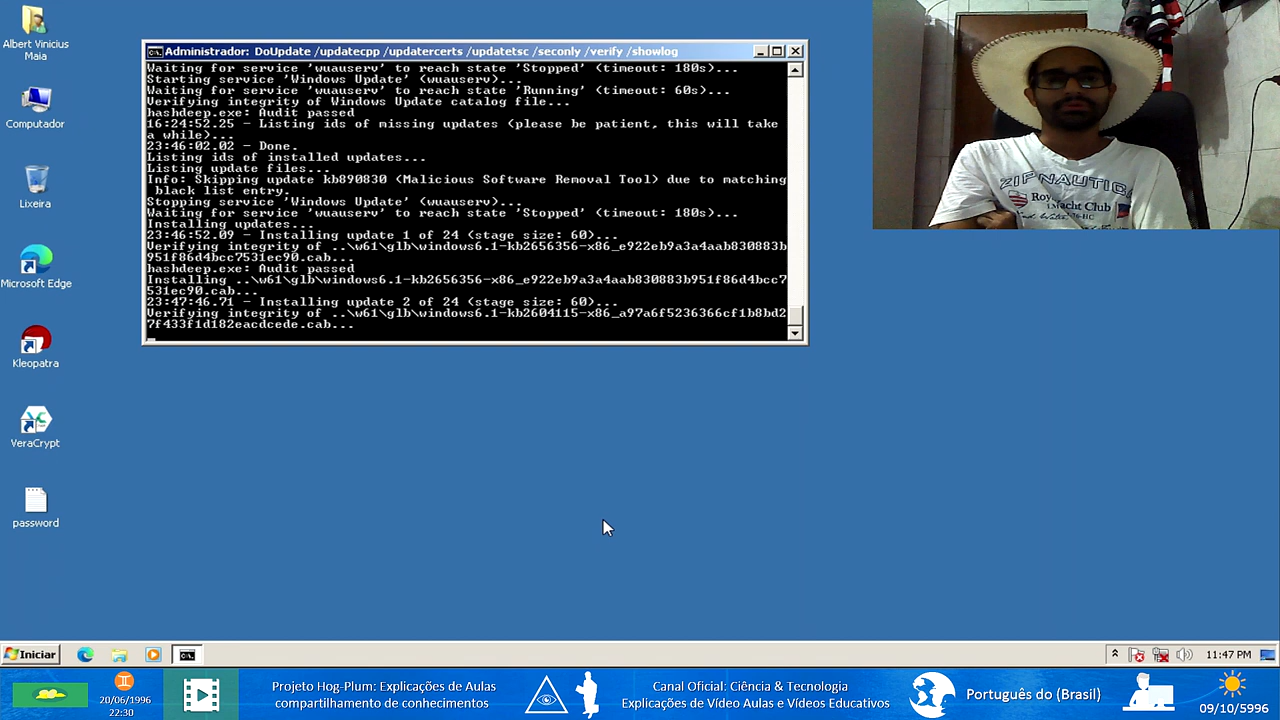 Albert Vinicius
Maia
Computador
Lixeira
Microsoft Edge
Kleopatra
VeraCrypt
password
Administrador: DoUpdate /updatecpp /updatercerts /updatetsc /seconly /verify /showlog
Waiting for service 'wuauserv' to reach state 'Stopped' (timeout: 180s)...
Starting service 'Windows Update' (wuauserv)...
Waiting for service 'wuauserv' to reach state 'Running' (timeout: 60s)...
Verifying integrity of Windows Update catalog file...
hashdeep.exe: Audit passed
16:24:52.25 - Listing ids of missing updates (please be patient, this will take
a while)...
23:46:02.02 - Done.
Listing ids of installed updates...
Listing update files...
Info: Skipping update kb890830 (Malicious Software Removal Tool) due to matching
black list entry.
Stopping service 'Windows Update' (wuauserv)...
Waiting for service 'wuauserv' to reach state 'Stopped' (timeout: 180s)...
Installing updates...
23:46:52.09 - Installing update 1 of 24 (stage size: 60)...
Verifying integrity of ..\w61\glb\windows6.1-kb2656356-x86_e922eb9a3a4aab830883b
951f86d4bcc7531ec90.cab...
hashdeep.exe: Audit passed
Installing ..\w61\glb\windows6.1-kb2656356-x86_e922eb9a3a4aab830883b951f86d4bcc7
531ec90.cab...
23:47:46.71 - Installing update 2 of 24 (stage size: 60)...
Verifying integrity of ..\w61\glb\windows6.1-kb2604115-x86_a97a6f5236366cf1b8bd2
7f433f1d182eacdcede.cab...
ZIPNAUTICA
Yacht Club
Iniciar
11:47 PM
20/06/1996
22:30
Projeto Hog-Plum: Explicações de Aulas
compartilhamento de conhecimentos
Canal Oficial: Ciência & Tecnologia
Explicações de Vídeo Aulas e Vídeos Educativos
Português do (Brasil)
09/10/5996